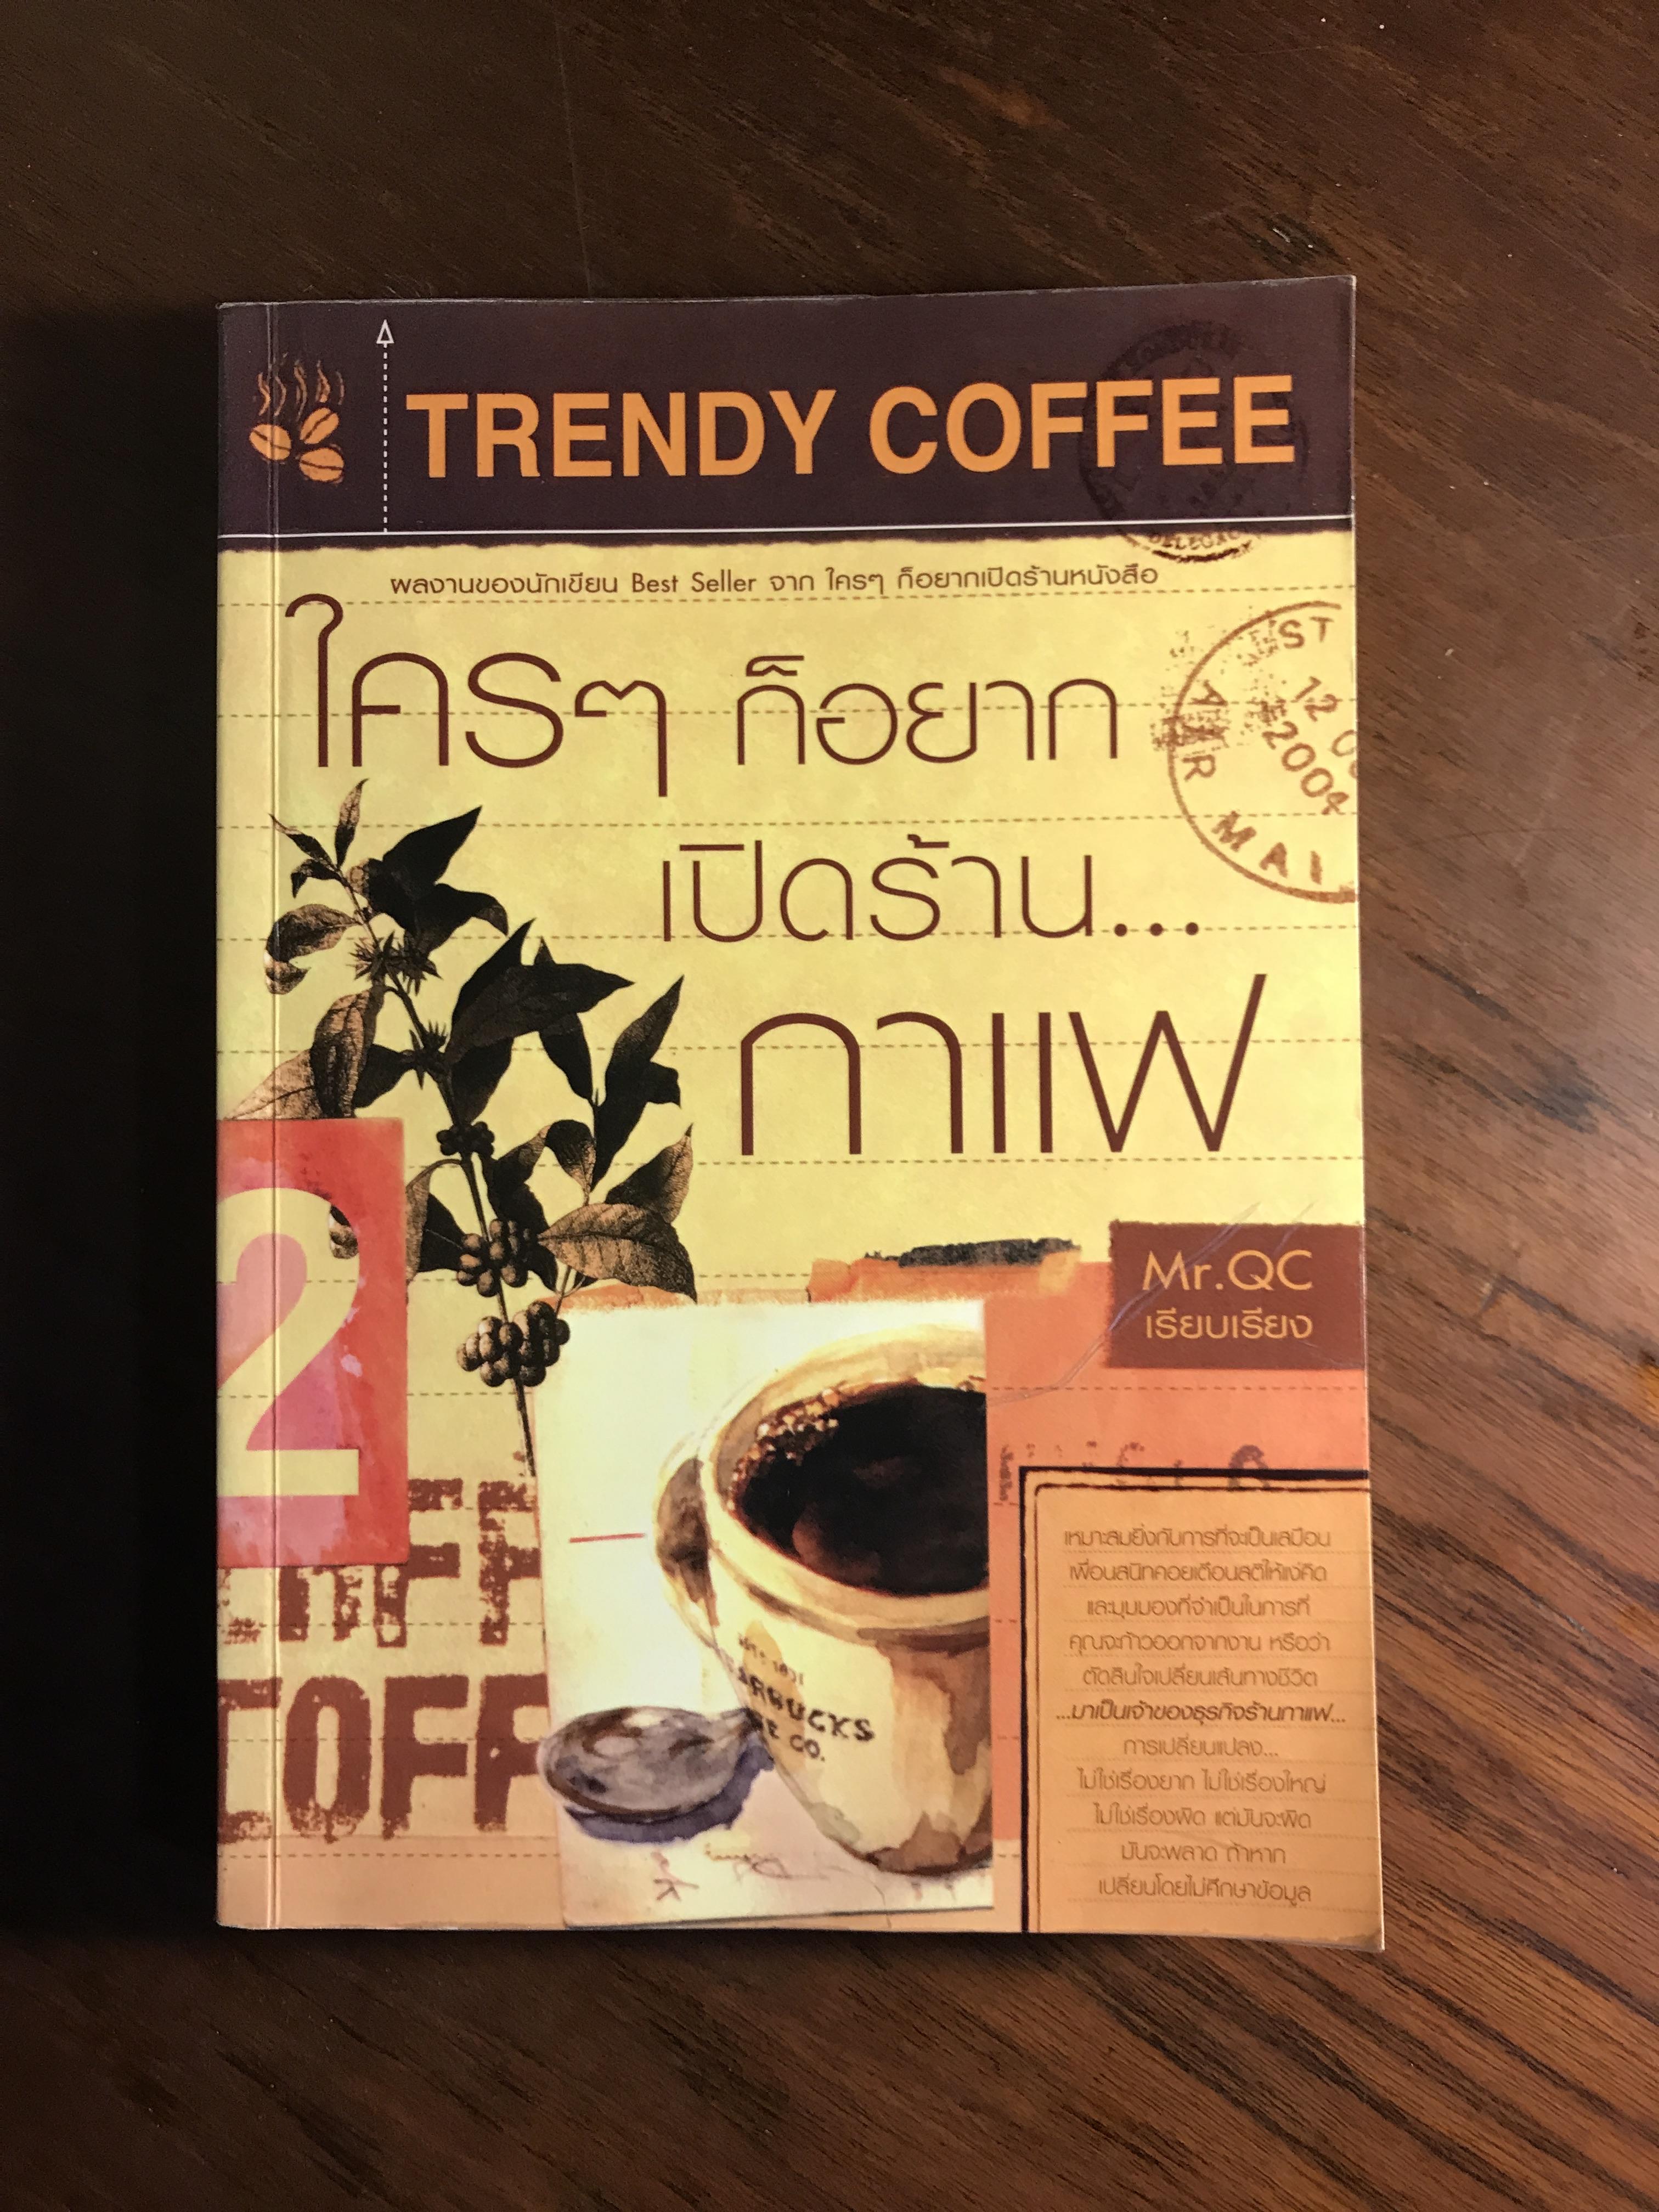 TRENDY COFFEE
ผลงานของนักเขียน Best Seller จาก ใครๆ ก็อยากเปิดร้านหนังสือ
ใครๆ ก็อยาก
เปิดร้าน...
กาแฟ
ST
12
2004
AIR MAI
2
Mr.QC
เรียบเรียง
COFF
ARBUCKS
CO.
เหมาะสมยิ่งกับการที่จะเป็นเสมือน
เพื่อนสนิทคอยเตือนสติให้แง่คิด
และมุมมองที่จำเป็นในการที่
คุณจะก้าวออกจากงาน หรือว่า
ตัดสินใจเปลี่ยนเส้นทางชีวิต
...มาเป็นเจ้าของธุรกิจร้านกาแฟ...
การเปลี่ยนแปลง...
ไม่ใช่เรื่องยาก ไม่ใช่เรื่องใหญ่
ไม่ใช่เรื่องผิด แต่มันจะผิด
มันจะพลาด ถ้าหาก
เปลี่ยนโดยไม่ศึกษาข้อมูล